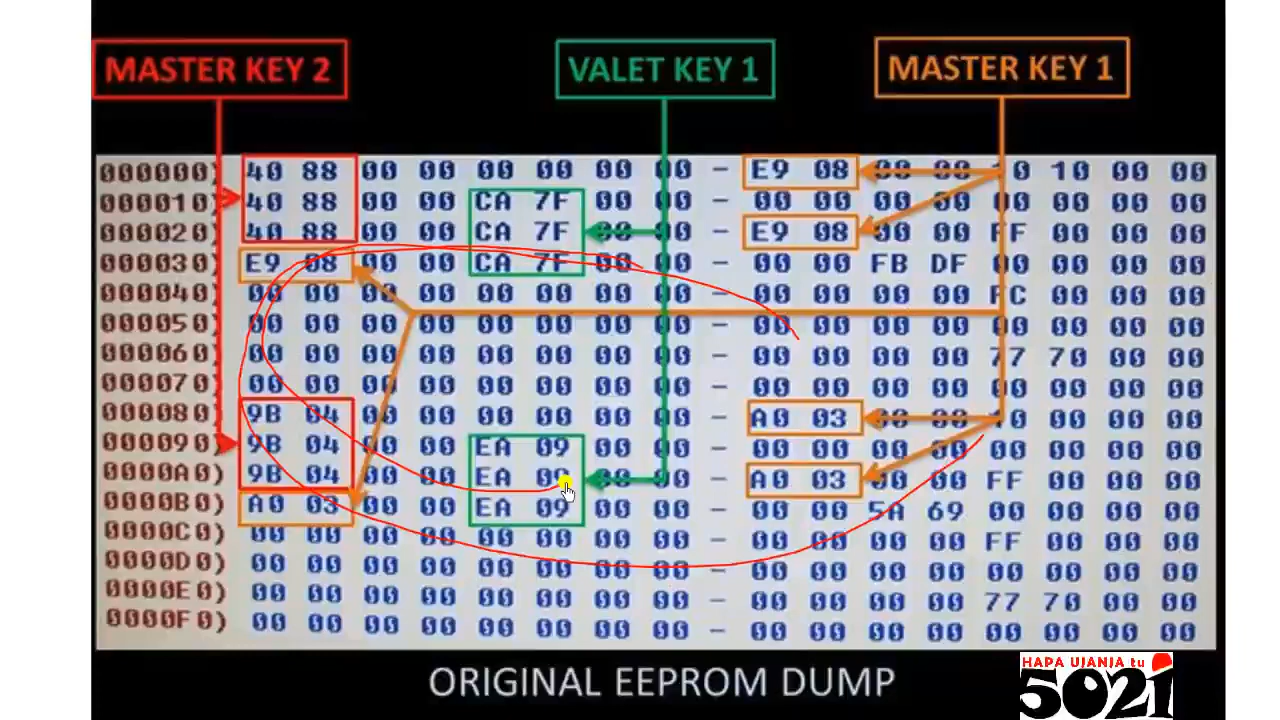 MASTER KEY 2
VALET KEY 1
MASTER KEY 1
000000) 40 88 00 00 00 00 00 00 - E9 08 00 00 10 10 00 00
000010) 40 88 00 00 CA 7F 00 00 - 00 00 00 00 00 00 00 00
000020) 40 88 00 00 CA 7F 00 00 - E9 08 00 00 FF 00 00 00
000030) E9 08 00 00 CA 7F 00 00 - 00 00 FB DF 00 00 00 00
000040) 00 00 00 00 00 00 00 00 - 00 00 00 00 FC 00 00 00
000050) 00 00 00 00 00 00 00 00 - 00 00 00 00 00 00 00 00
000060) 00 00 00 00 00 00 00 00 - 00 00 00 00 77 70 00 00
000070) 00 00 00 00 00 00 00 00 - 00 00 00 00 00 00 00 00
000080) 9B 04 00 00 00 00 00 00 - A0 03 00 00 10 00 00 00
000090) 9B 04 00 00 EA 09 00 00 - 00 00 00 00 00 00 00 00
0000A0) 9B 04 00 00 EA 09 00 00 - A0 03 00 00 FF 00 00 00
0000B0) A0 03 00 00 EA 09 00 00 - 00 00 5A 69 00 00 00 00
0000C0) 00 00 00 00 00 00 00 00 - 00 00 00 00 FF 00 00 00
0000D0) 00 00 00 00 00 00 00 00 - 00 00 00 00 00 00 00 00
0000E0) 00 00 00 00 00 00 00 00 - 00 00 00 00 77 70 00 00
0000F0) 00 00 00 00 00 00 00 00 - 00 00 00 00 00 00 00 00
ORIGINAL EEPROM DUMP
HAPA UJANJA tu
5021